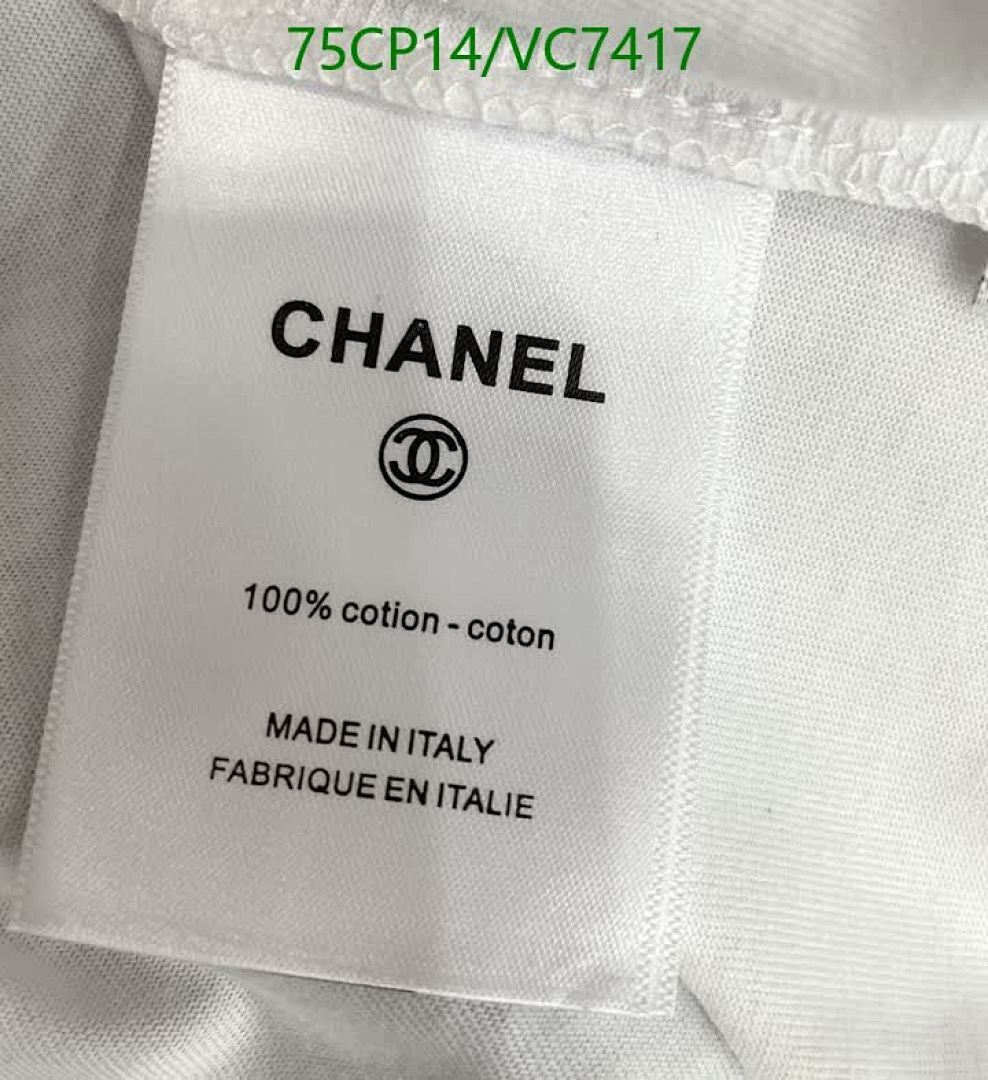 75CP14/VC7417
CHANEL
100% cotion - coton
MADE IN ITALY
FABRIQUE EN ITALIE